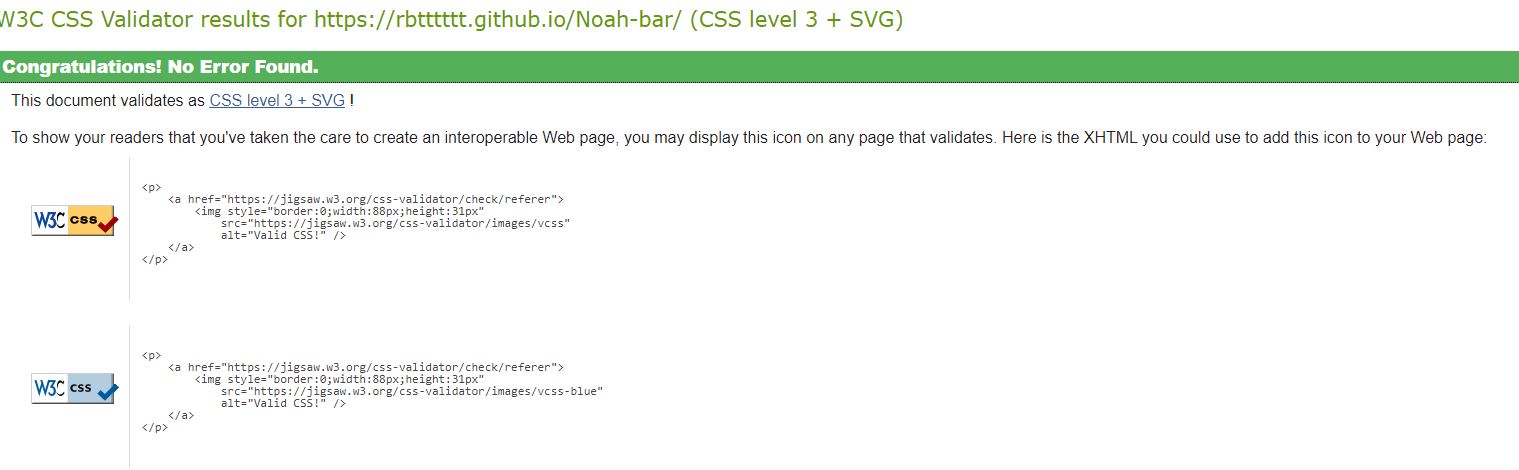 W3C CSS Validator results for https://rbtttttt.github.io/Noah-bar/ (CSS level 3 + SVG)
Congratulations! No Error Found.
This document validates as CSS level 3 + SVG !
To show your readers that you've taken the care to create an interoperable Web page, you may display this icon on any page that validates. Here is the XHTML you could use to add this icon to your Web page:
W3C css
<p>
<a href="https://jigsaw.w3.org/css-validator/check/referer">
<img style="border:0;width:88px;height:31px"
src="https://jigsaw.w3.org/css-validator/images/vcss"
alt="Valid CSS!" />
</a>
</p>
W3C css
<p>
<a href="https://jigsaw.w3.org/css-validator/check/referer">
<img style="border:0;width:88px;height:31px"
src="https://jigsaw.w3.org/css-validator/images/vcss-blue"
alt="Valid CSS!" />
</a>
</p>